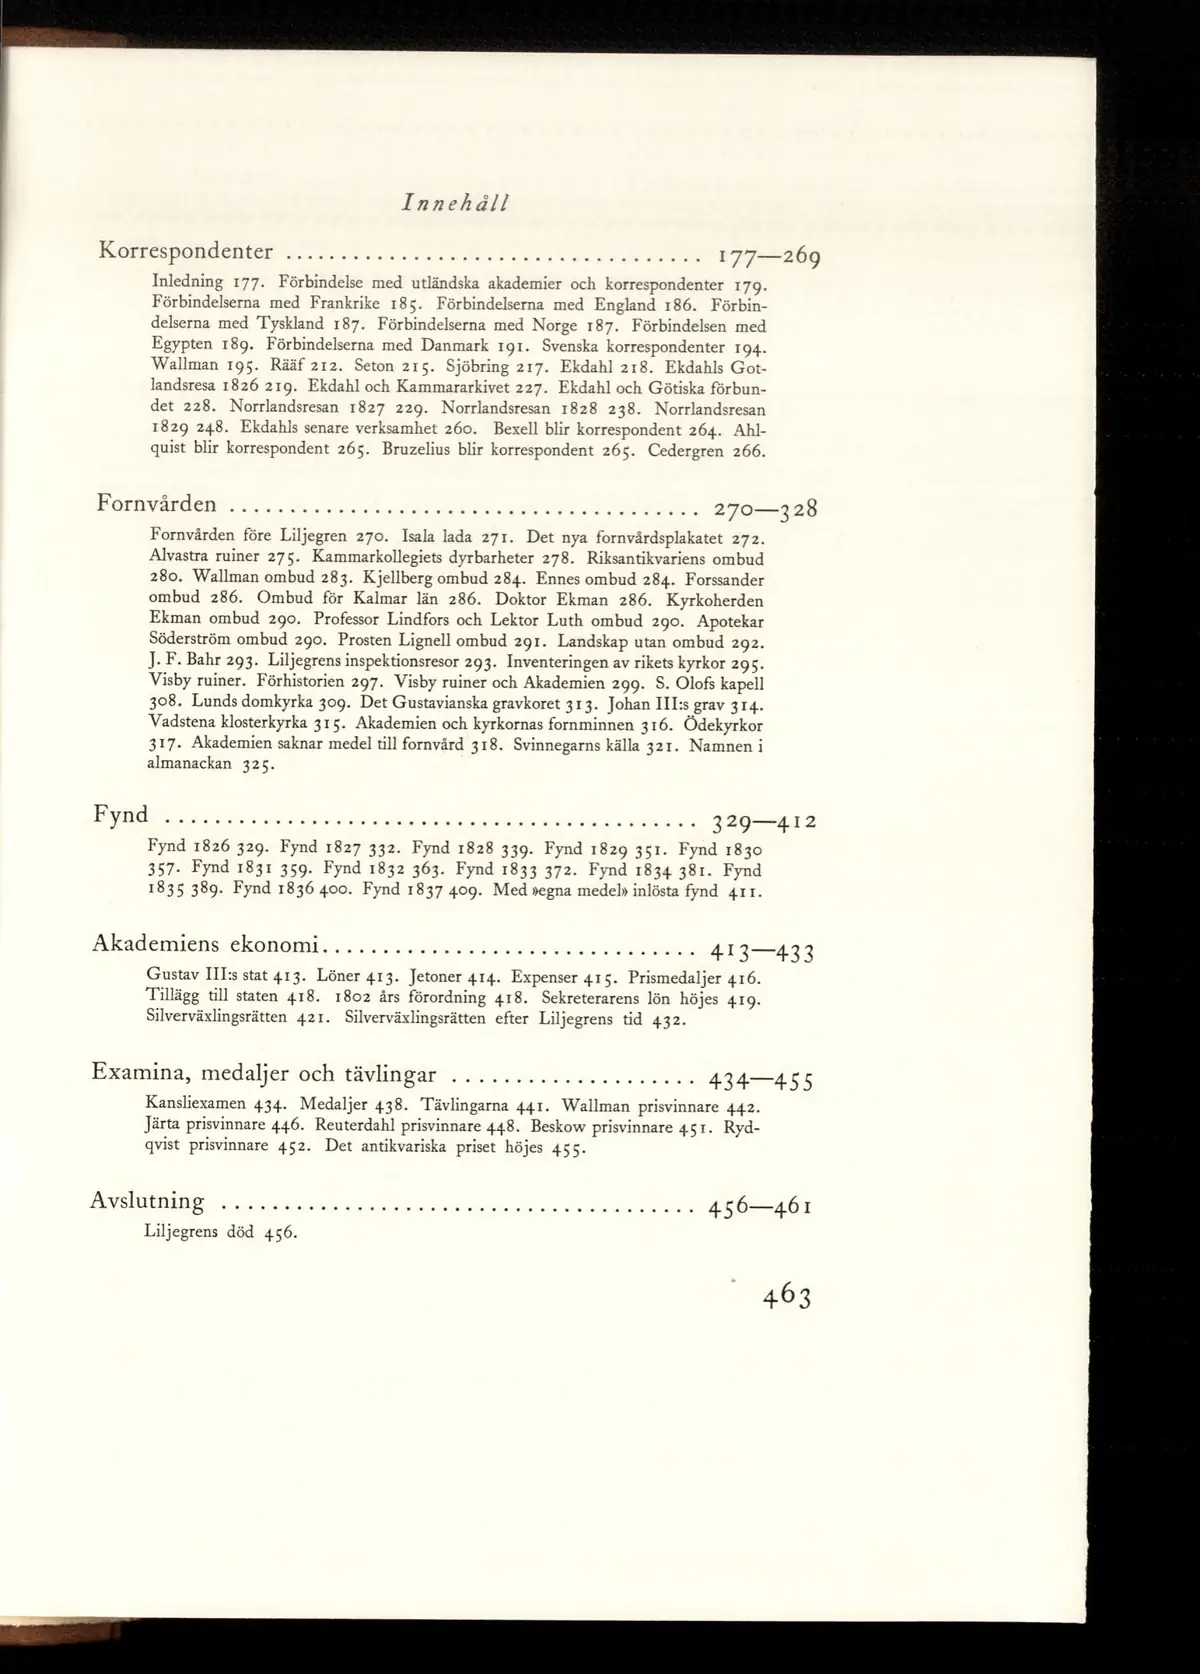 Innehåll
Korrespondenter ................................... 177—269
Inledning 177. Förbindelse med utländska akademier och korrespondenter 179.
Förbindelserna med Frankrike 185. Förbindelserna med England 186. Förbin-
delserna med Tyskland 187. Förbindelserna med Norge 187. Förbindelsen med
Egypten 189. Förbindelserna med Danmark 191. Svenska korrespondenter 194.
Wallman 195. Rääf 212. Seton 215. Sjöbring 217. Ekdahl 218. Ekdahls Got-
landsresa 1826 219. Ekdahl och Kammararkivet 227. Ekdahl och Götiska förbun-
det 228. Norrlandsresan 1827 229. Norrlandsresan 1828 238. Norrlandsresan
1829 248. Ekdahls senare verksamhet 260. Bexell blir korrespondent 264. Ahl-
quist blir korrespondent 265. Bruzelius blir korrespondent 265. Cedergren 266.
Fornvården ....................................... 270—328
Fornvården före Liljegren 270. Isala lada 271. Det nya fornvårdsplakatet 272.
Alvastra ruiner 275. Kammarkollegiets dyrbarheter 278. Riksantikvariens ombud
280. Wallman ombud 283. Kjellberg ombud 284. Ennes ombud 284. Forssander
ombud 286. Ombud för Kalmar län 286. Doktor Ekman 286. Kyrkoherden
Ekman ombud 290. Professor Lindfors och Lektor Luth ombud 290. Apotekar
Söderström ombud 290. Prosten Lignell ombud 291. Landskap utan ombud 292.
J. F. Bahr 293. Liljegrens inspektionsresor 293. Inventeringen av rikets kyrkor 295.
Visby ruiner. Förhistorien 297. Visby ruiner och Akademien 299. S. Olofs kapell
308. Lunds domkyrka 309. Det Gustavianska gravkoret 313. Johan III:s grav 314.
Vadstena klosterkyrka 315. Akademien och kyrkornas fornminnen 316. Ödekyrkor
317. Akademien saknar medel till fornvård 318. Svinnegarns källa 321. Namnen i
almanackan 325.
Fynd ............................................ 329—412
Fynd 1826 329. Fynd 1827 332. Fynd 1828 339. Fynd 1829 351. Fynd 1830
357. Fynd 1831 359. Fynd 1832 363. Fynd 1833 372. Fynd 1834 381. Fynd
1835 389. Fynd 1836 400. Fynd 1837 409. Med »egna medel» inlösta fynd 411.
Akademiens ekonomi............................... 413—433
Gustav III:s stat 413. Löner 413. Jetoner 414. Expenser 415. Prismedaljer 416.
Tillägg till staten 418. 1802 års förordning 418. Sekreterarens lön höjes 419.
Silverväxlingsrätten 421. Silverväxlingsrätten efter Liljegrens tid 432.
Examina, medaljer och tävlingar .................... 434—455
Kansliexamen 434. Medaljer 438. Tävlingarna 441. Wallman prisvinnare 442.
Järta prisvinnare 446. Reuterdahl prisvinnare 448. Beskow prisvinnare 451. Ryd-
qvist prisvinnare 452. Det antikvariska priset höjes 455.
Avslutning ....................................... 456—461
Liljegrens död 456.
463